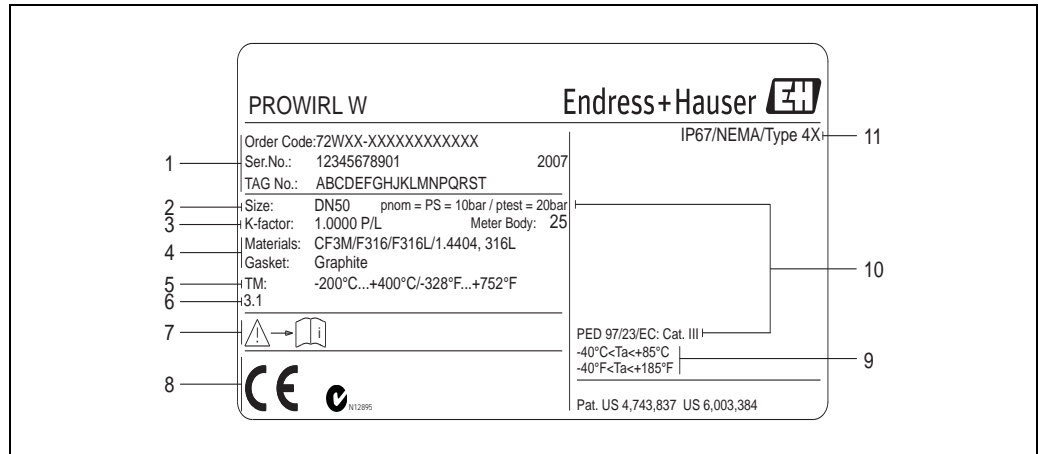 PROWIRL W
Endress+Hauser EH
IP67/NEMA/Type 4X
11
Order Code:72WXX-XXXXXXXXXXXX
1
Ser.No.: 12345678901 2007
TAG No.: ABCDEFGHJKLMNPQRST
2
Size: DN50 pnom = PS = 10bar / ptest = 20bar
3
K-factor: 1.0000 P/L Meter Body: 25
4
Materials: CF3M/F316/F316L/1.4404, 316L
Gasket: Graphite
10
5
TM: -200°C...+400°C/-328°F...+752°F
6
3.1
7
i
PED 97/23/EC: Cat. III
-40°C<Ta<+85°C
9
-40°F<Ta<+185°F
8
CE
N12895
Pat. US 4,743,837 US 6,003,384